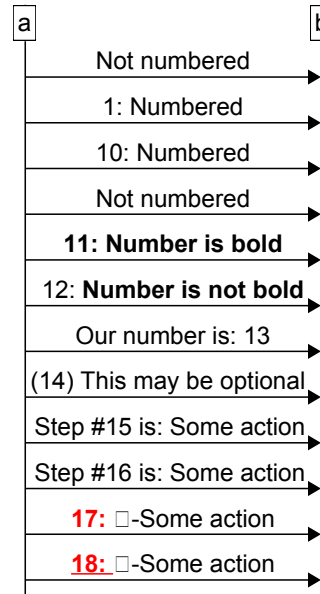 a b
Not numbered
1: Numbered
10: Numbered
Not numbered
11: Number is bold
12: Number is not bold
Our number is: 13
(14) This may be optional
Step #15 is: Some action
Step #16 is: Some action
17: □-Some action
18: □-Some action